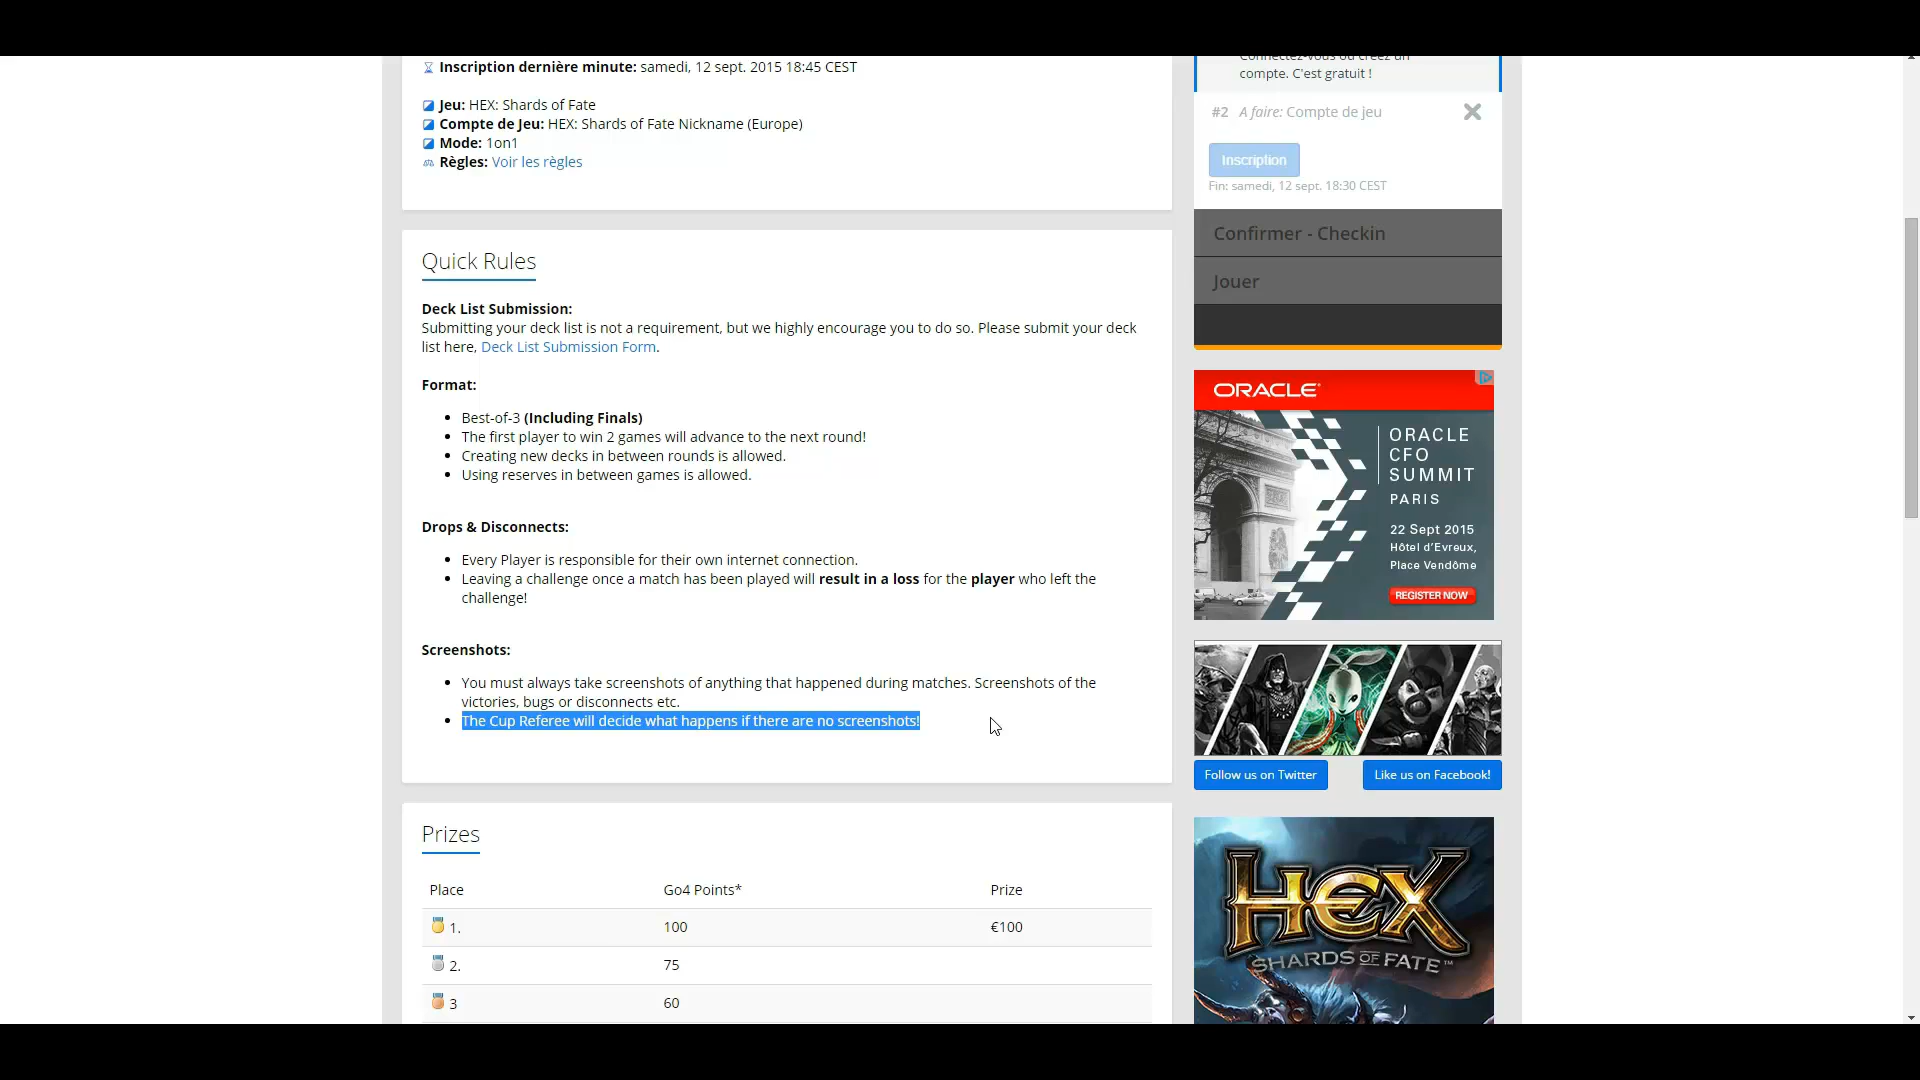 Inscription dernière minute: samedi, 12 sept. 2015 18:45 CEST
Jeu: HEX: Shards of Fate
Compte de Jeu: HEX: Shards of Fate Nickname (Europe)
Mode: 1on1
Règles: Voir les règles
Quick Rules
Deck List Submission:
Submitting your deck list is not a requirement, but we highly encourage you to do so. Please submit your deck
list here, Deck List Submission Form.
Format:
Best-of-3 (Including Finals)
The first player to win 2 games will advance to the next round!
Creating new decks in between rounds is allowed.
Using reserves in between games is allowed.
Drops & Disconnects:
Every Player is responsible for their own internet connection.
Leaving a challenge once a match has been played will result in a loss for the player who left the
challenge!
Screenshots:
You must always take screenshots of anything that happened during matches. Screenshots of the
victories, bugs or disconnects etc.
The Cup Referee will decide what happens if there are no screenshots!
Prizes
Place Go4 Points* Prize
1. 100 €100
2. 75
3 60
Connectez-vous ou créez un
compte. C'est gratuit !
#2 A faire: Compte de jeu
Inscription
Fin: samedi, 12 sept. 18:30 CEST
Confirmer - Checkin
Jouer
ORACLE
ORACLE
CFO
SUMMIT
PARIS
22 Sept 2015
Hôtel d'Evreux,
Place Vendôme
REGISTER NOW
Follow us on Twitter
Like us on Facebook!
HEX
SHARDS OF FATE™